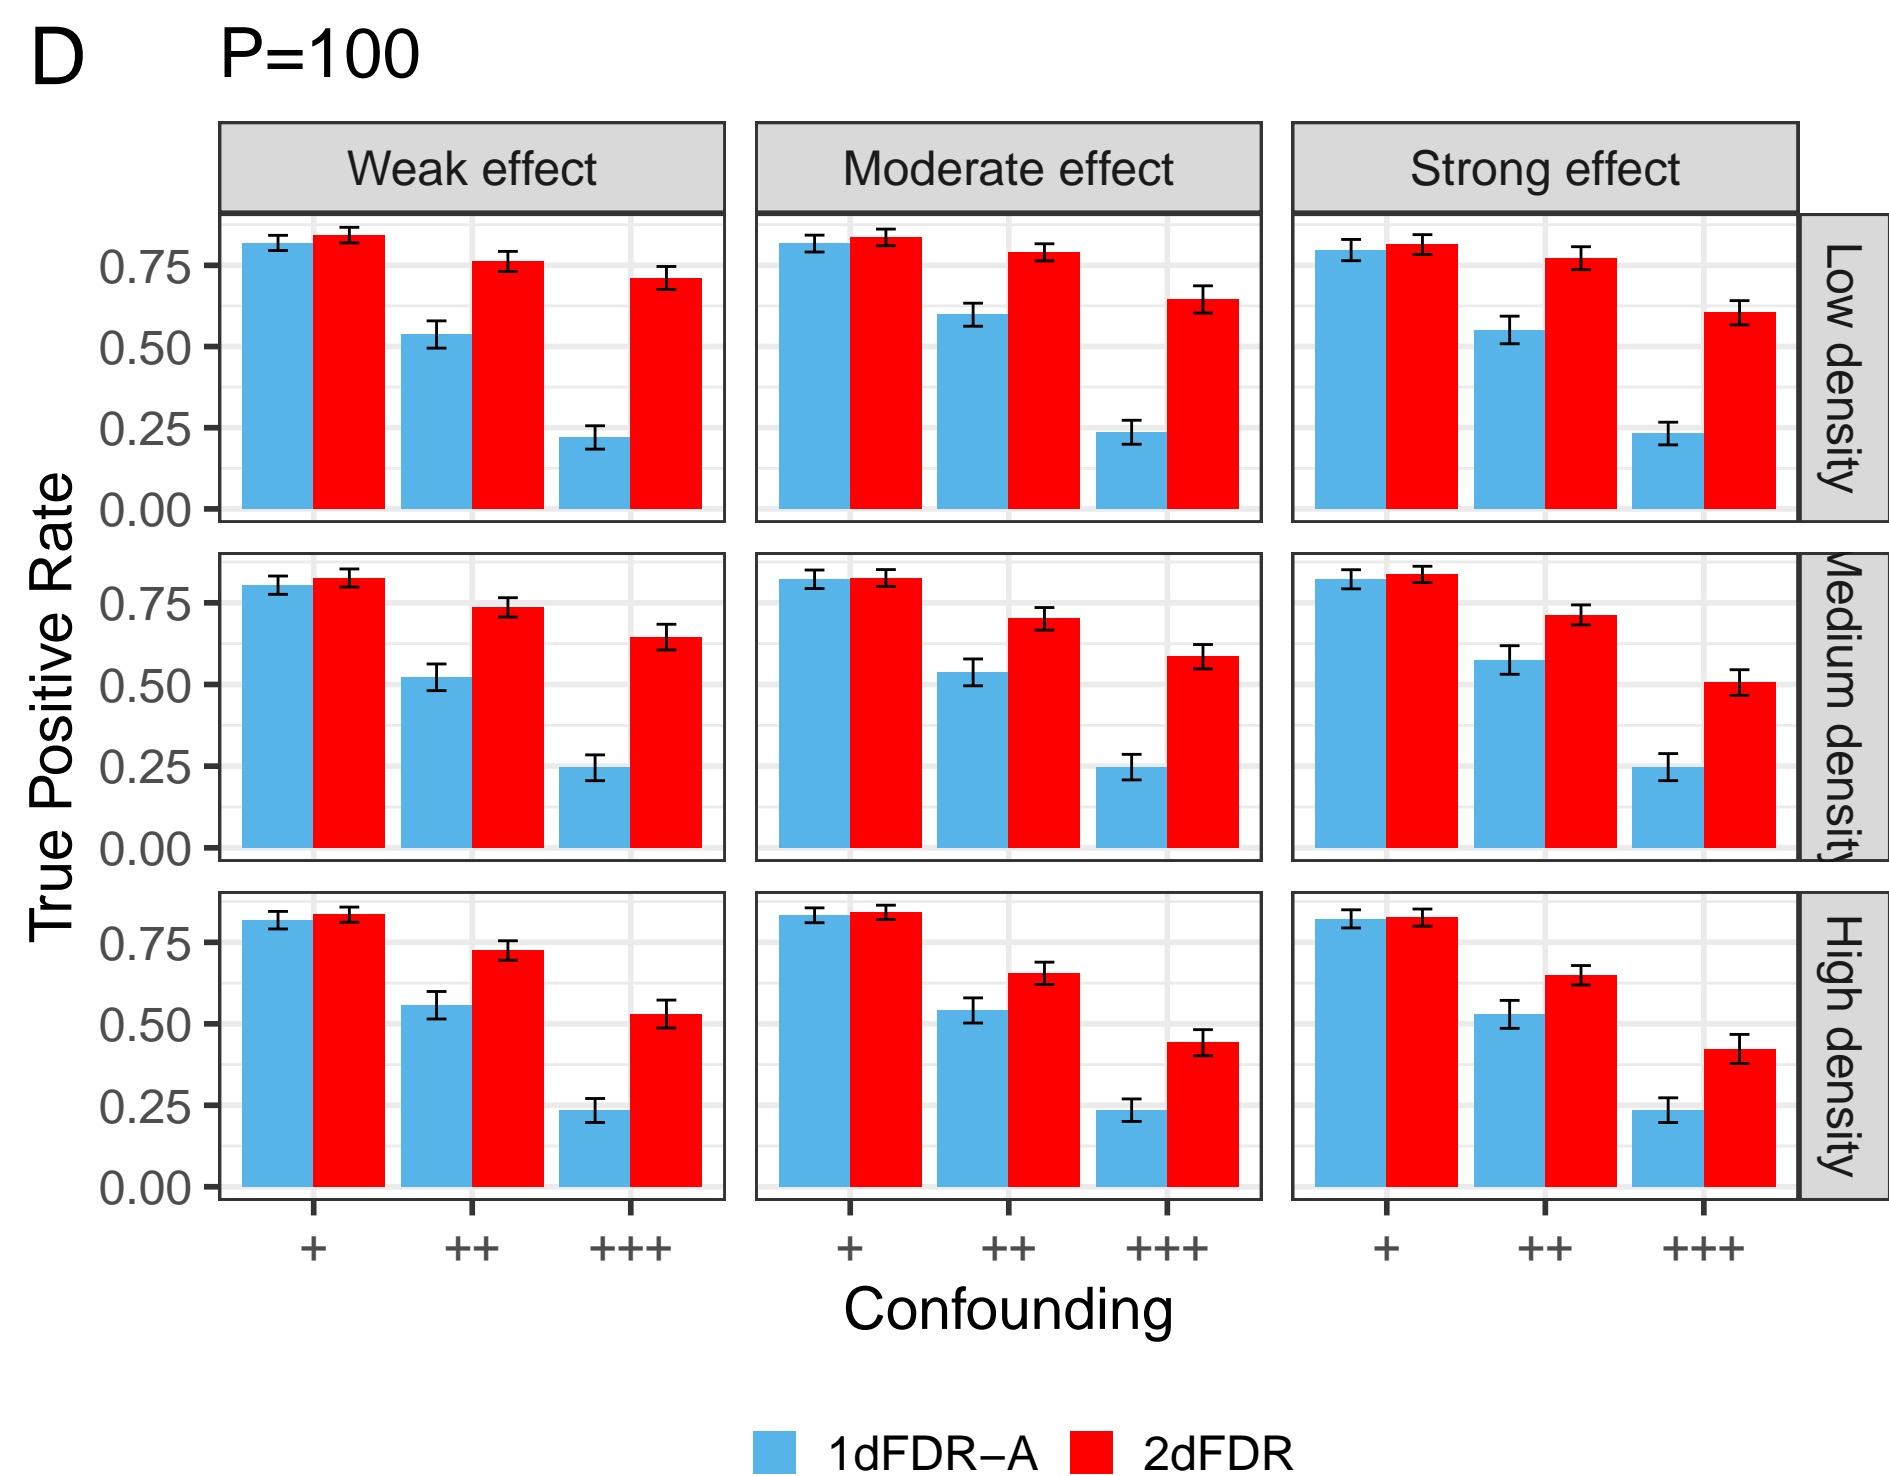 D P=100
Weak effect Moderate effect Strong effect
0.75
0.50
0.25
0.00
Low density
0.75
0.50
0.25
0.00
Medium density
0.75
0.50
0.25
0.00
High density
True Positive Rate
+ ++ +++ + ++ +++ + ++ +++
Confounding
1dFDR−A 2dFDR